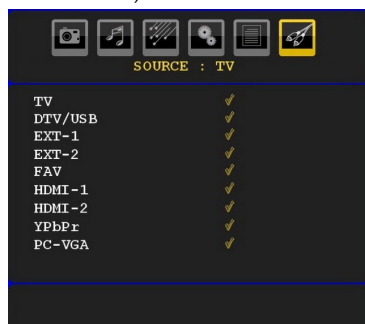 SOURCE : TV
TV
DTV/USB
EXT-1
EXT-2
FAV
HDMI-1
HDMI-2
YPbPr
PC-VGA